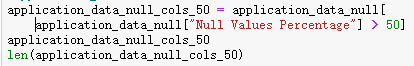 application_data_null_cols_50 = application_data_null[
    application_data_null["Null Values Percentage"] > 50]
application_data_null_cols_50
len(application_data_null_cols_50)